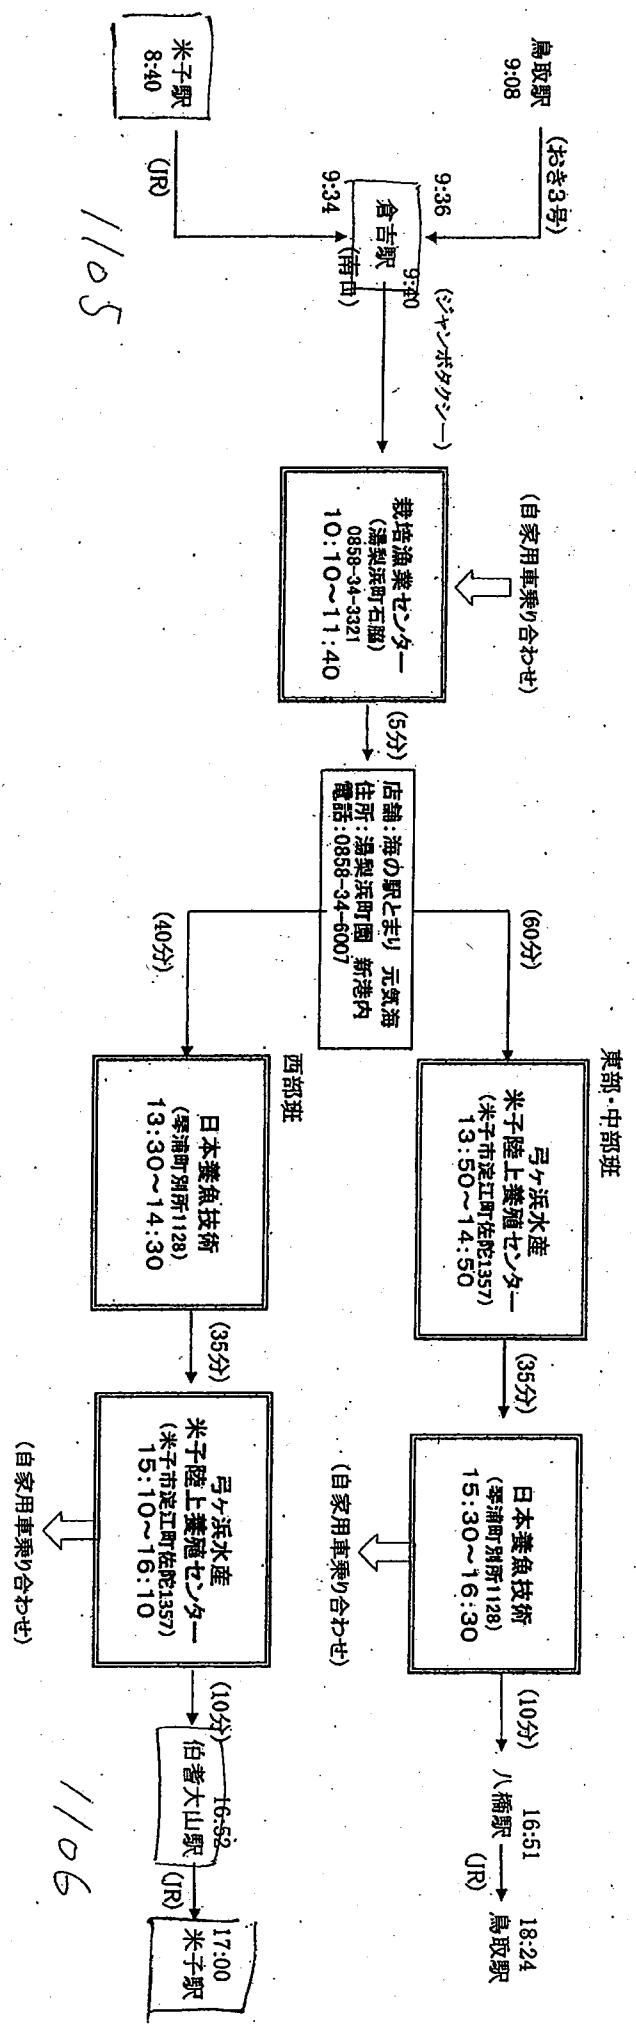 鳥取駅
9:08
(おき3号)
米子駅
8:40
(JR)
9:36
倉吉駅
9:34
9:40
(南口)
(ジャンボタクシー)
1105
(自家用車乗り合わせ)
栽培漁業センター
(湯梨浜町石脇)
0858-34-3321
10:10~11:40
(5分)
店舗:海の駅とまり 元気海
住所:湯梨浜町園 新港内
電話:0858-34-6007
(60分)
(40分)
東部・中部班
弓ヶ浜水産
米子陸上養殖センター
(米子市淀江町佐陀1357)
13:50~14:50
(35分)
日本養魚技術
(琴浦町別所1128)
15:30~16:30
(自家用車乗り合わせ)
(10分)
16:51
八橋駅
(JR)
18:24
鳥取駅
西部班
日本養魚技術
(琴浦町別所1128)
13:30~14:30
(35分)
弓ヶ浜水産
米子陸上養殖センター
(米子市淀江町佐陀1357)
15:10~16:10
(自家用車乗り合わせ)
(10分)
16:52
伯耆大山駅
(JR)
17:00
米子駅
1106